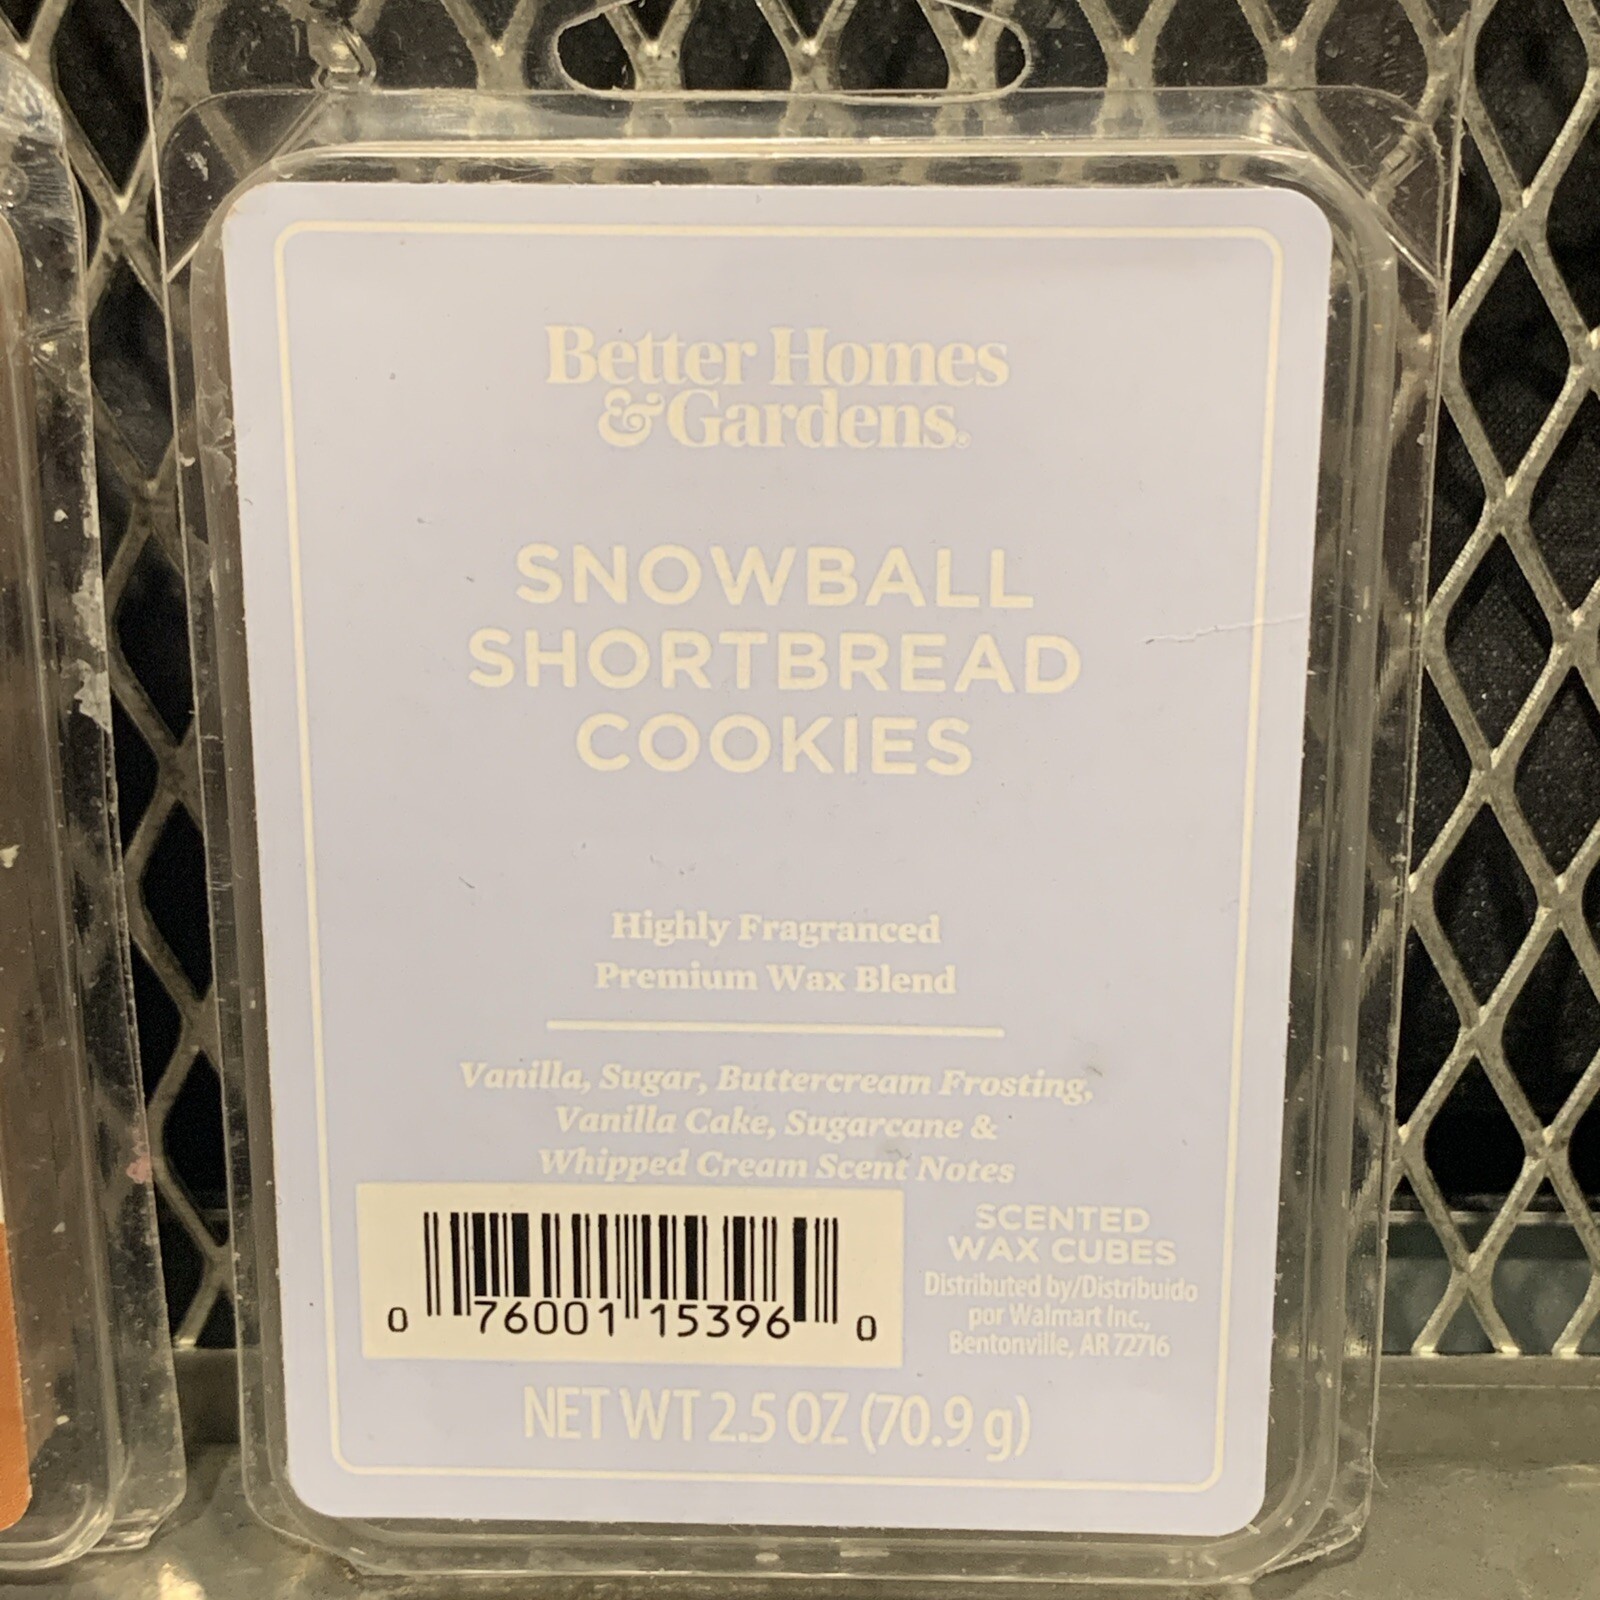 Better Homes
& Gardens®
SNOWBALL
SHORTBREAD
COOKIES
Highly Fragranced
Premium Wax Blend
Vanilla, Sugar, Buttercream Frosting,
Vanilla Cake, Sugarcane &
Whipped Cream Scent Notes
0 76001 15396 0
SCENTED
WAX CUBES
Distributed by/Distribuido
por Walmart Inc.,
Bentonville, AR 72716
NET WT 2.5 OZ (70.9 g)